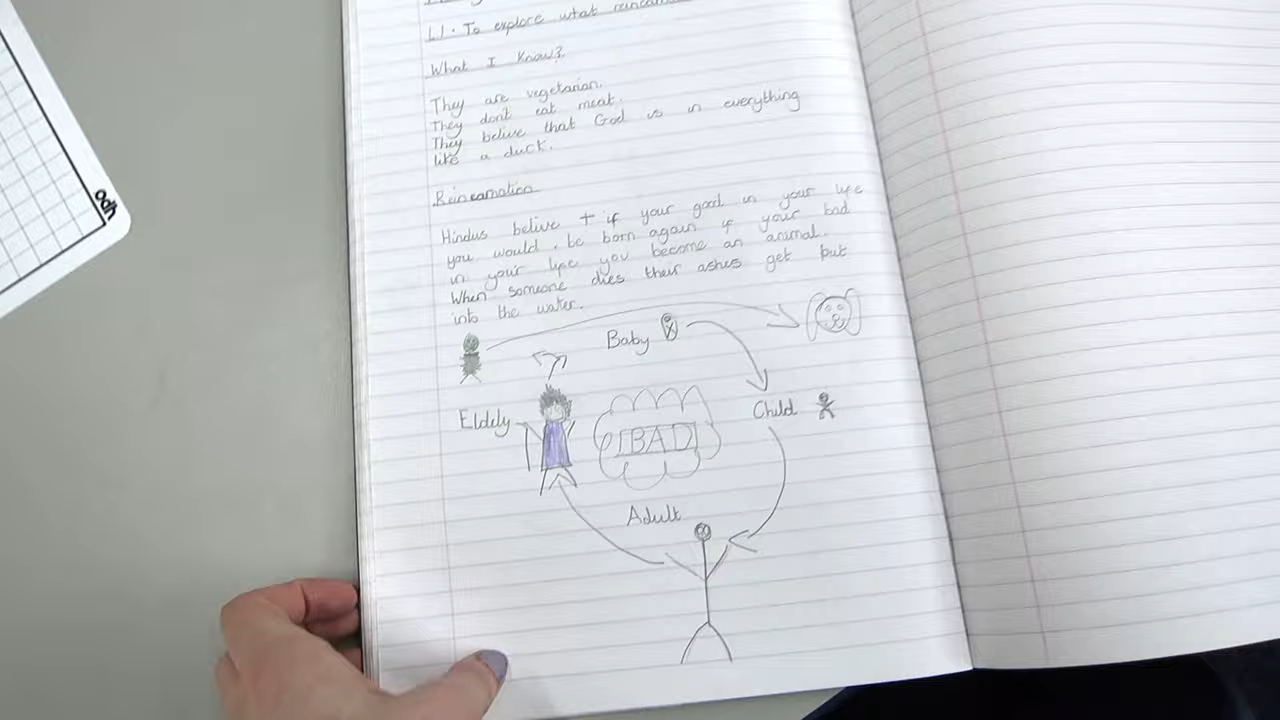 L1. To explore what
What I Know?
They are vegetarian.
They don't eat meat.
They belive that God is in everything
like a duck.
Reincarnation
Hindus belive + if your good in your life
you would . be born again if your bad
in your life you become an animal.
When someone dies their ashes get put
into the water.
Baby
Eldely
BAD
Child
Adult